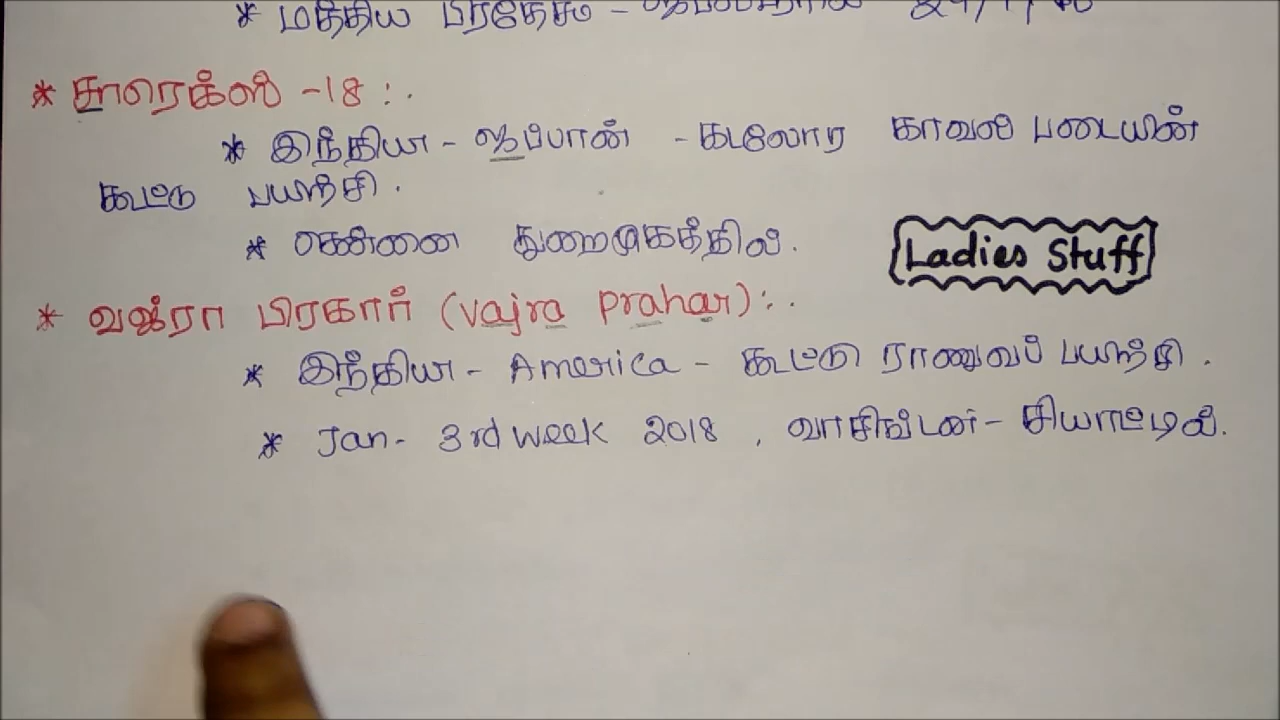 * மத்திய பிரதேசம் -
* சாரெக்ஸ் -18 :.
* இந்திய - ஜப்பான் - கடலோர காவல் படையின்
கூட்டு பயிற்சி.
* சென்னை துறைமுகத்தில்.
Ladies Stuff
* வஜ்ரா பிரகார் (vajra prahar):.
* இந்திய - America - கூட்டு ராணுவப் பயிற்சி.
* Jan - 3rd week 2018 , வாசிங்டன் - சியாட்டில்.